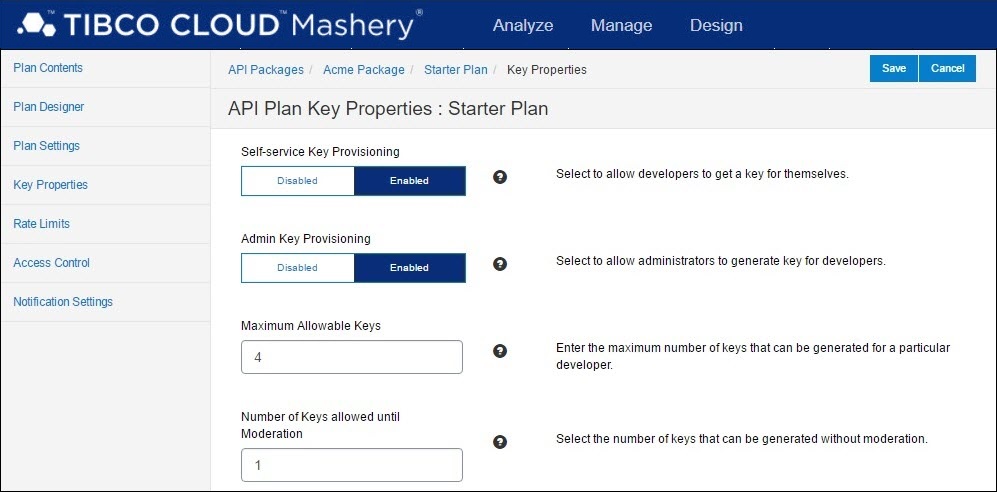 TIBCO CLOUD™ Mashery® Analyze Manage Design
Plan Contents
Plan Designer
Plan Settings
Key Properties
Rate Limits
Access Control
Notification Settings
API Packages / Acme Package / Starter Plan / Key Properties
Save Cancel
API Plan Key Properties : Starter Plan
Self-service Key Provisioning
Disabled Enabled ? Select to allow developers to get a key for themselves.
Admin Key Provisioning
Disabled Enabled ? Select to allow administrators to generate key for developers.
Maximum Allowable Keys
4 ? Enter the maximum number of keys that can be generated for a particular
developer.
Number of Keys allowed until
Moderation
? Select the number of keys that can be generated without moderation.
1